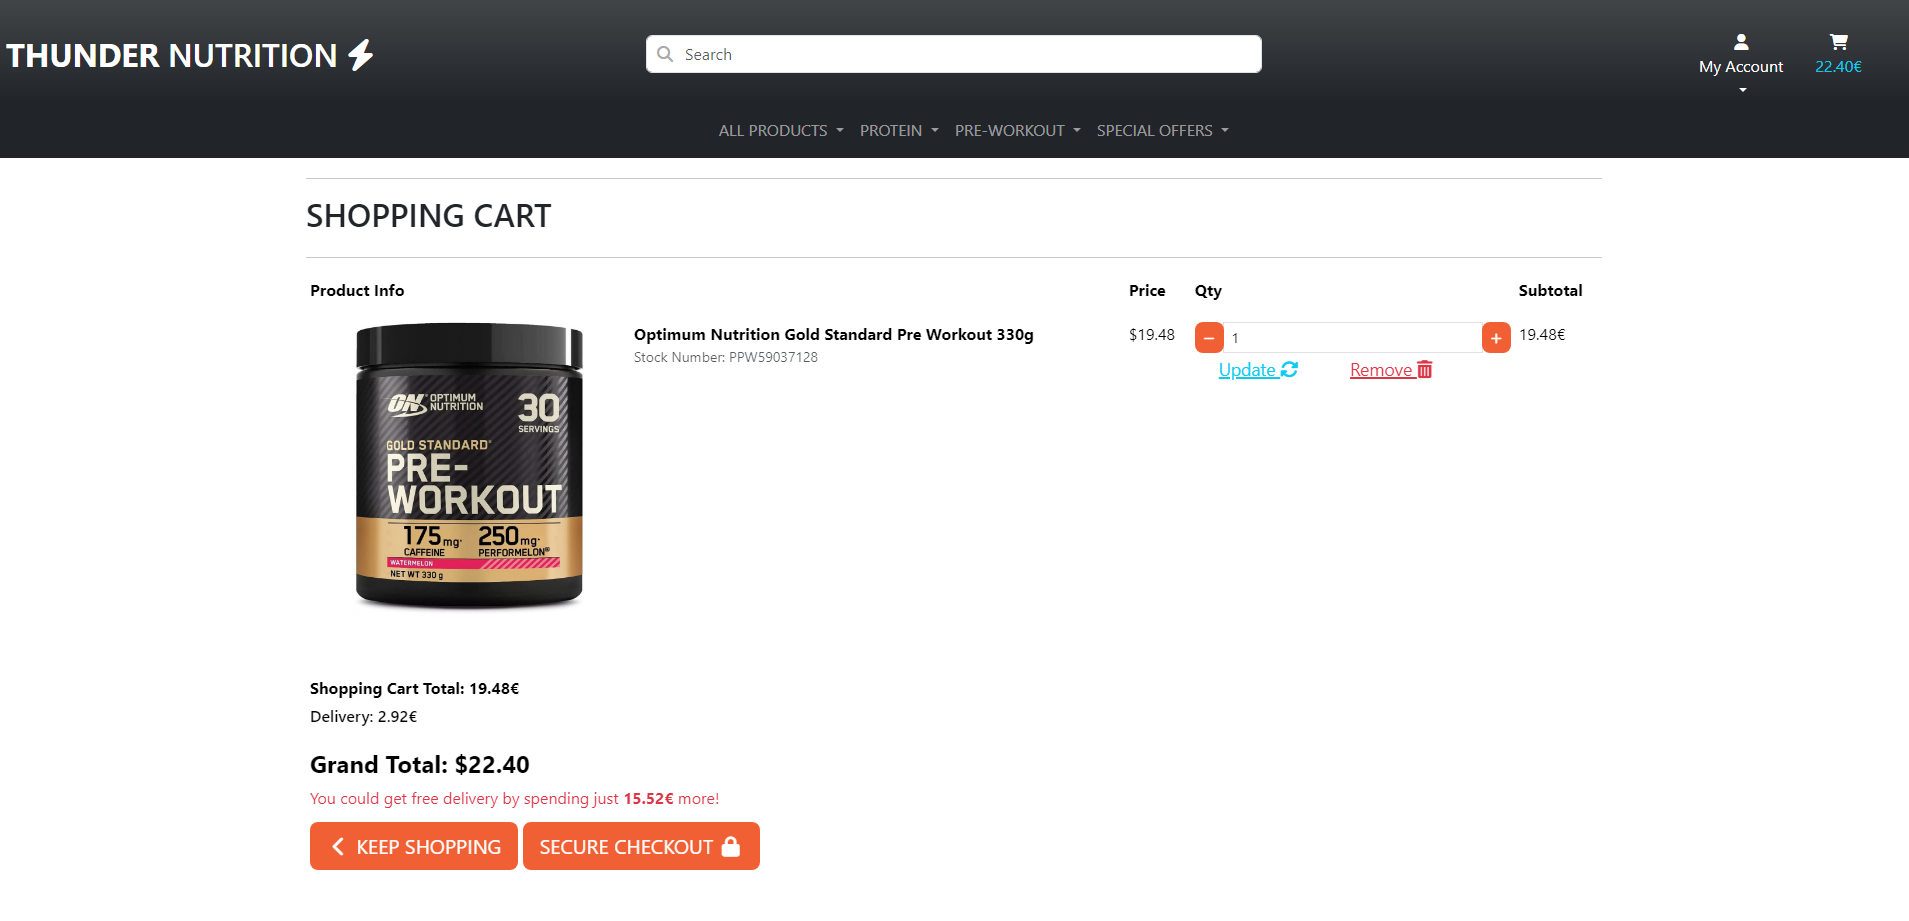 THUNDER NUTRITION
Search
My Account
22.40€
ALL PRODUCTS PROTEIN PRE-WORKOUT SPECIAL OFFERS
SHOPPING CART
Product Info Price Qty Subtotal
Optimum Nutrition Gold Standard Pre Workout 330g $19.48 − 1 + 19.48€
Stock Number: PPW59037128
Update Remove
ON OPTIMUM
NUTRITION
30
SERVINGS
GOLD STANDARD®
PRE-
WORKOUT
175mg* 250mg*
CAFFEINE PERFORMELON®
WATERMELON
NET WT 330 g
Shopping Cart Total: 19.48€
Delivery: 2.92€
Grand Total: $22.40
You could get free delivery by spending just 15.52€ more!
KEEP SHOPPING SECURE CHECKOUT